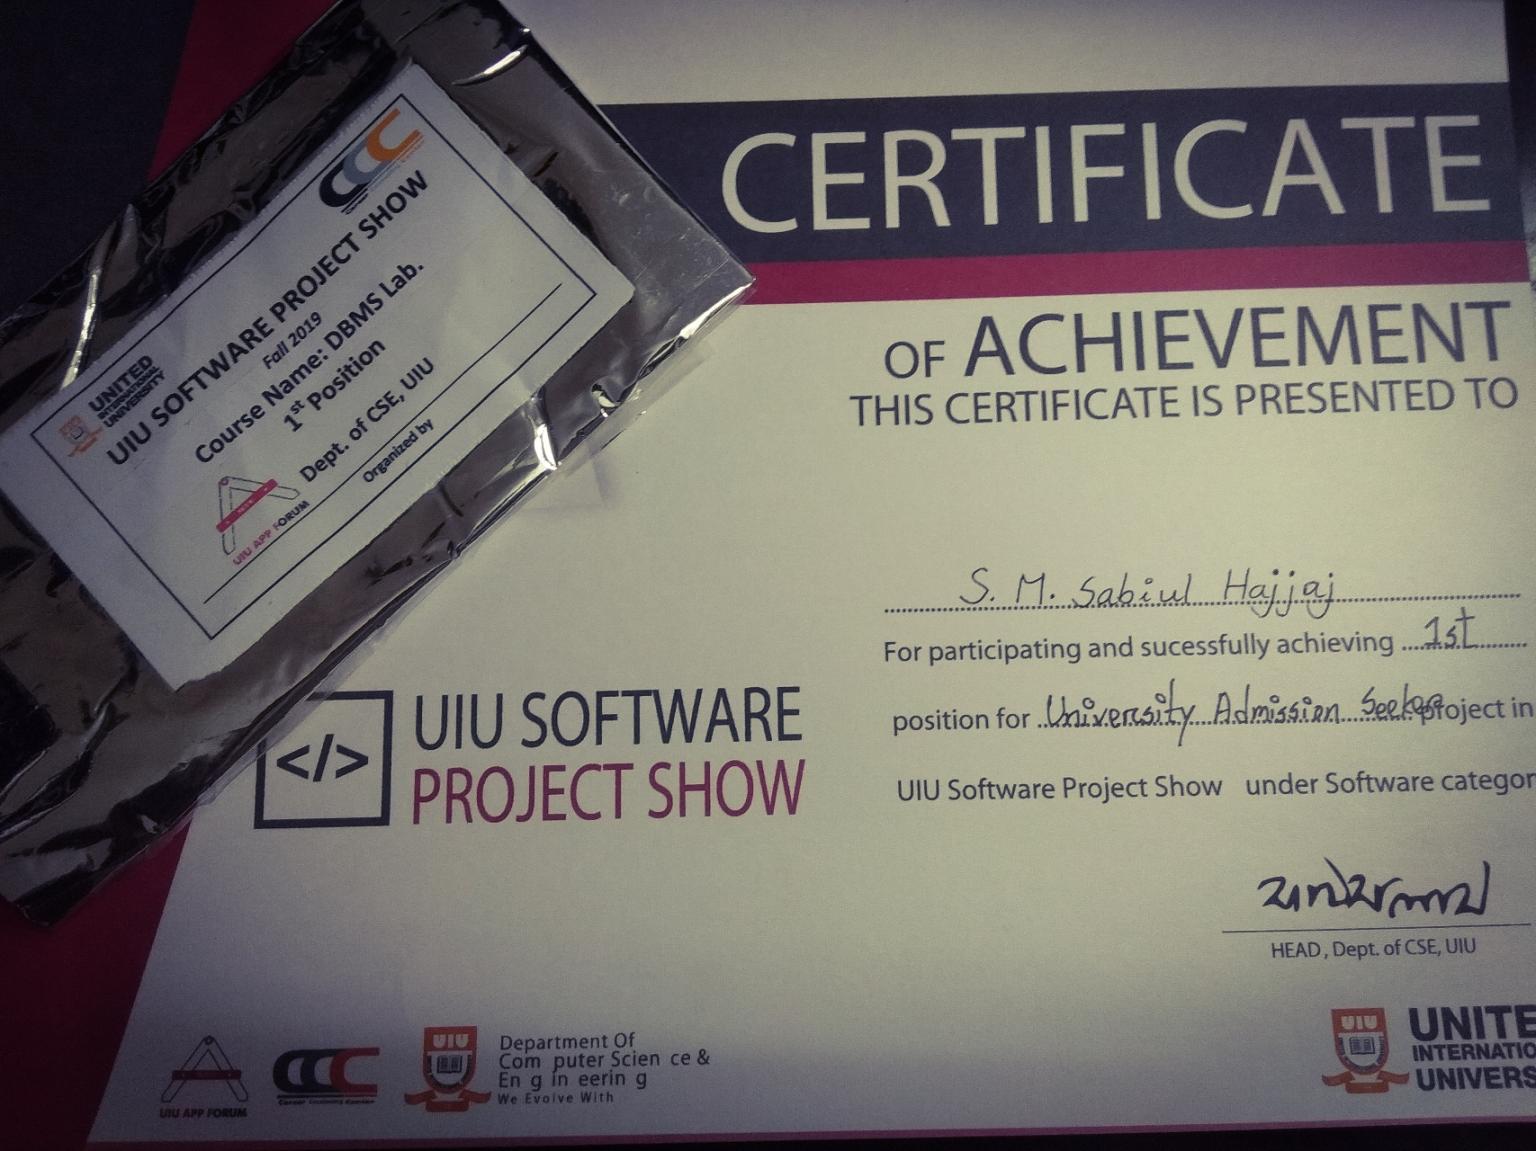 UNITED
INTERNATIONAL
UNIVERSITY
CCC
UIU SOFTWARE PROJECT SHOW
Fall 2019
Course Name: DBMS Lab.
1st Position
Dept. of CSE, UIU
UIU APP FORUM
Organized by
CERTIFICATE
OF ACHIEVEMENT
THIS CERTIFICATE IS PRESENTED TO
S. M. Sabiul Hajjaj
For participating and sucessfully achieving 1st
position for University Admission Seeker project in
UIU Software Project Show under Software categor
</>
UIU SOFTWARE
PROJECT SHOW
HEAD, Dept. of CSE, UIU
UIU APP FORUM
CCC
UIU
Department Of
Com puter Scien ce &
En g in eerin g
We Evolve With
UIU
UNITE
INTERNATIO
UNIVERS